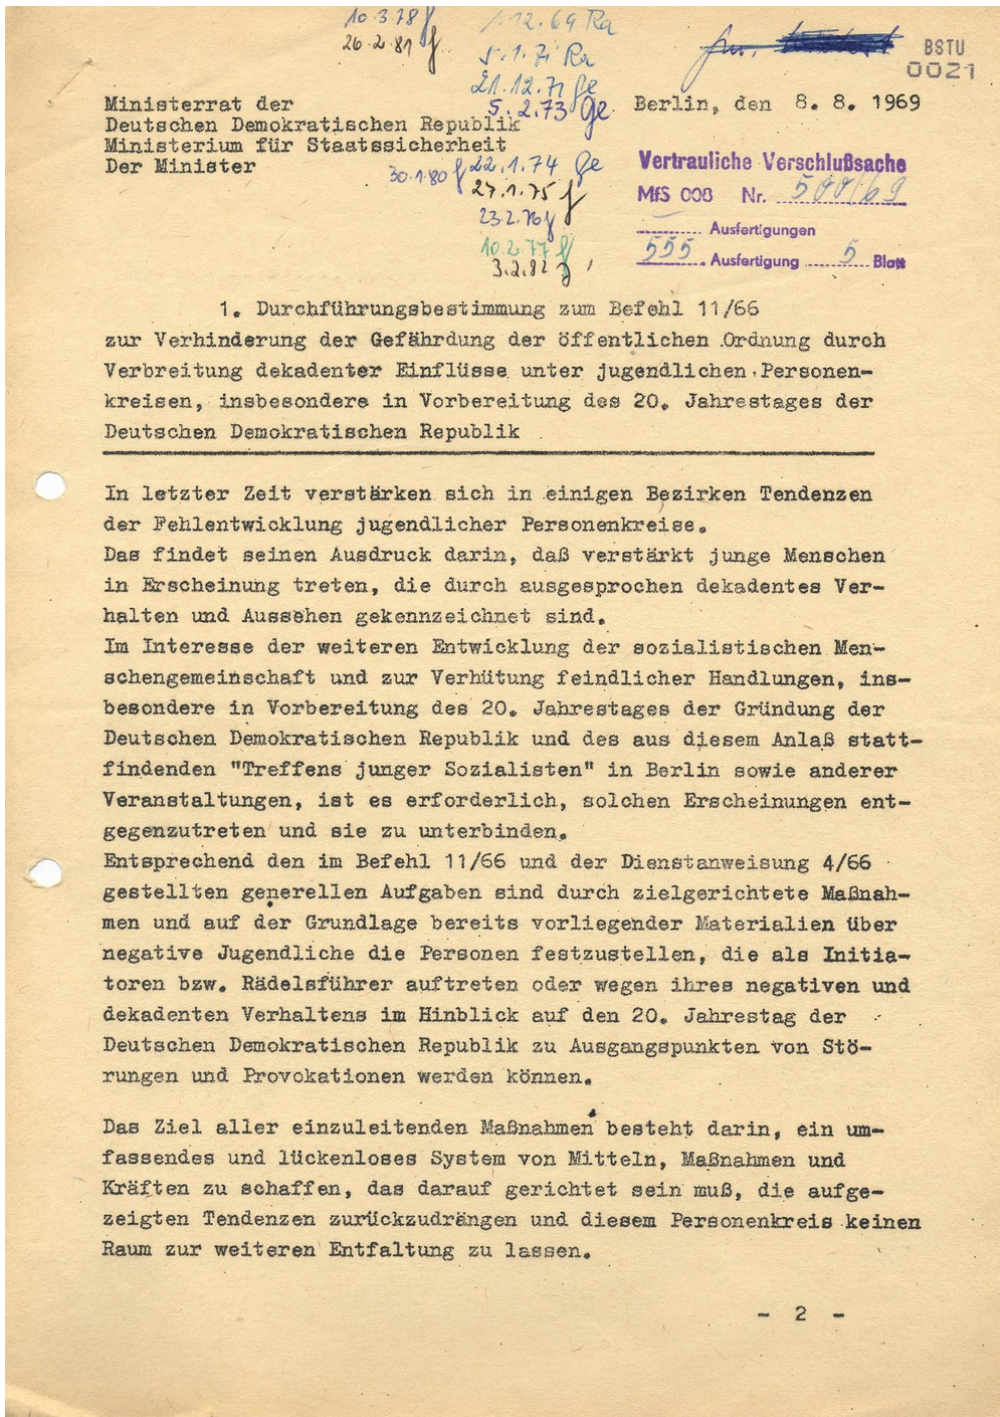 10.3.78
26.2.81
1.12.69 Ra
5.1.71 Ra
21.12.71 Ge
5.2.73 Ge
BSTU
0021
Ministerrat der
Deutschen Demokratischen Republik
Ministerium für Staatssicherheit
Der Minister
Berlin, den 8. 8. 1969
30.1.80
22.1.74 Ge
27.1.75
23.2.76
10.2.77
3.2.82
Vertrauliche Verschlußsache
MfS 008 Nr. 500/69
Ausfertigungen
555. Ausfertigung 5 Blatt
1. Durchführungsbestimmung zum Befehl 11/66
zur Verhinderung der Gefährdung der öffentlichen Ordnung durch
Verbreitung dekadenter Einflüsse unter jugendlichen Personen-
kreisen, insbesondere in Vorbereitung des 20. Jahrestages der
Deutschen Demokratischen Republik
In letzter Zeit verstärken sich in einigen Bezirken Tendenzen
der Fehlentwicklung jugendlicher Personenkreise.
Das findet seinen Ausdruck darin, daß verstärkt junge Menschen
in Erscheinung treten, die durch ausgesprochen dekadentes Ver-
halten und Aussehen gekennzeichnet sind.
Im Interesse der weiteren Entwicklung der sozialistischen Men-
schengemeinschaft und zur Verhütung feindlicher Handlungen, ins-
besondere in Vorbereitung des 20. Jahrestages der Gründung der
Deutschen Demokratischen Republik und des aus diesem Anlaß statt-
findenden "Treffens junger Sozialisten" in Berlin sowie anderer
Veranstaltungen, ist es erforderlich, solchen Erscheinungen ent-
gegenzutreten und sie zu unterbinden.
Entsprechend den im Befehl 11/66 und der Dienstanweisung 4/66
gestellten generellen Aufgaben sind durch zielgerichtete Maßnah-
men und auf der Grundlage bereits vorliegender Materialien über
negative Jugendliche die Personen festzustellen, die als Initia-
toren bzw. Rädelsführer auftreten oder wegen ihres negativen und
dekadenten Verhaltens im Hinblick auf den 20. Jahrestag der
Deutschen Demokratischen Republik zu Ausgangspunkten von Stö-
rungen und Provokationen werden können.
Das Ziel aller einzuleitenden Maßnahmen besteht darin, ein um-
fassendes und lückenloses System von Mitteln, Maßnahmen und
Kräften zu schaffen, das darauf gerichtet sein muß, die aufge-
zeigten Tendenzen zurückzudrängen und diesem Personenkreis keinen
Raum zur weiteren Entfaltung zu lassen.
- 2 -